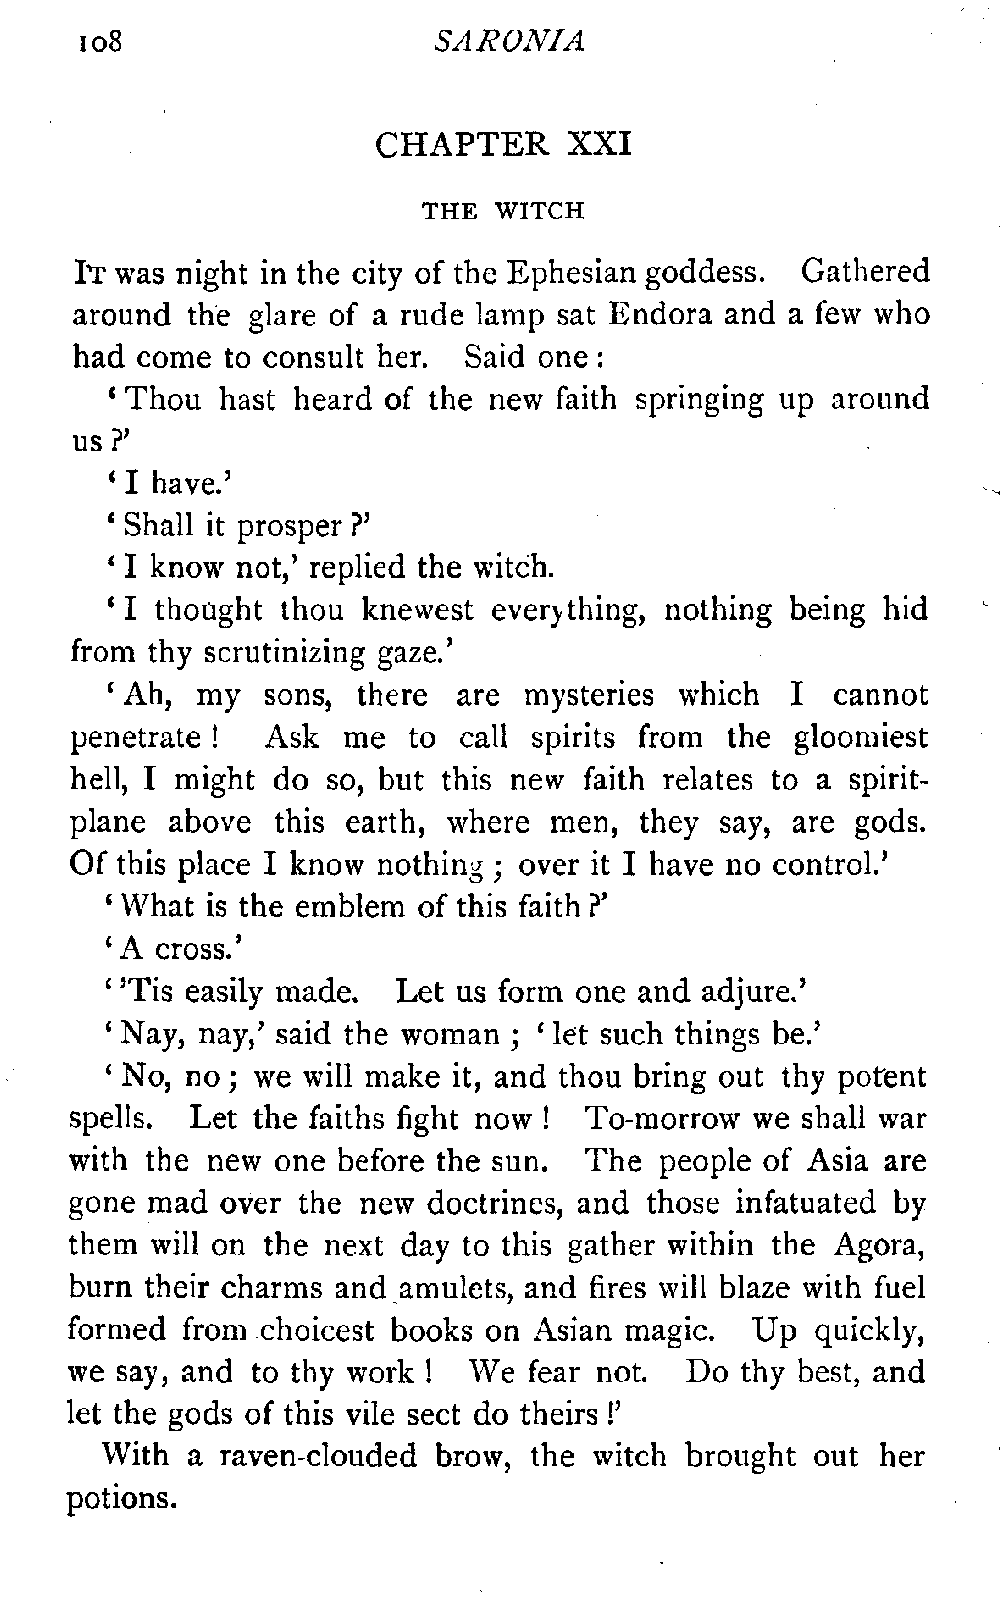 108 SARONIA
CHAPTER XXI
THE WITCH
IT was night in the city of the Ephesian goddess. Gathered
around the glare of a rude lamp sat Endora and a few who
had come to consult her. Said one :
‘ Thou hast heard of the new faith springing up around
us ?’
‘ I have.’
‘ Shall it prosper ?’
‘ I know not,’ replied the witch.
‘ I thought thou knewest everything, nothing being hid
from thy scrutinizing gaze.’
‘ Ah, my sons, there are mysteries which I cannot
penetrate ! Ask me to call spirits from the gloomiest
hell, I might do so, but this new faith relates to a spirit-
plane above this earth, where men, they say, are gods.
Of this place I know nothing ; over it I have no control.’
‘ What is the emblem of this faith ?’
‘ A cross.’
‘ ’Tis easily made. Let us form one and adjure.’
‘ Nay, nay,’ said the woman ; ‘ let such things be.’
‘ No, no ; we will make it, and thou bring out thy potent
spells. Let the faiths fight now ! To-morrow we shall war
with the new one before the sun. The people of Asia are
gone mad over the new doctrines, and those infatuated by
them will on the next day to this gather within the Agora,
burn their charms and amulets, and fires will blaze with fuel
formed from choicest books on Asian magic. Up quickly,
we say, and to thy work ! We fear not. Do thy best, and
let the gods of this vile sect do theirs !’
With a raven-clouded brow, the witch brought out her
potions.